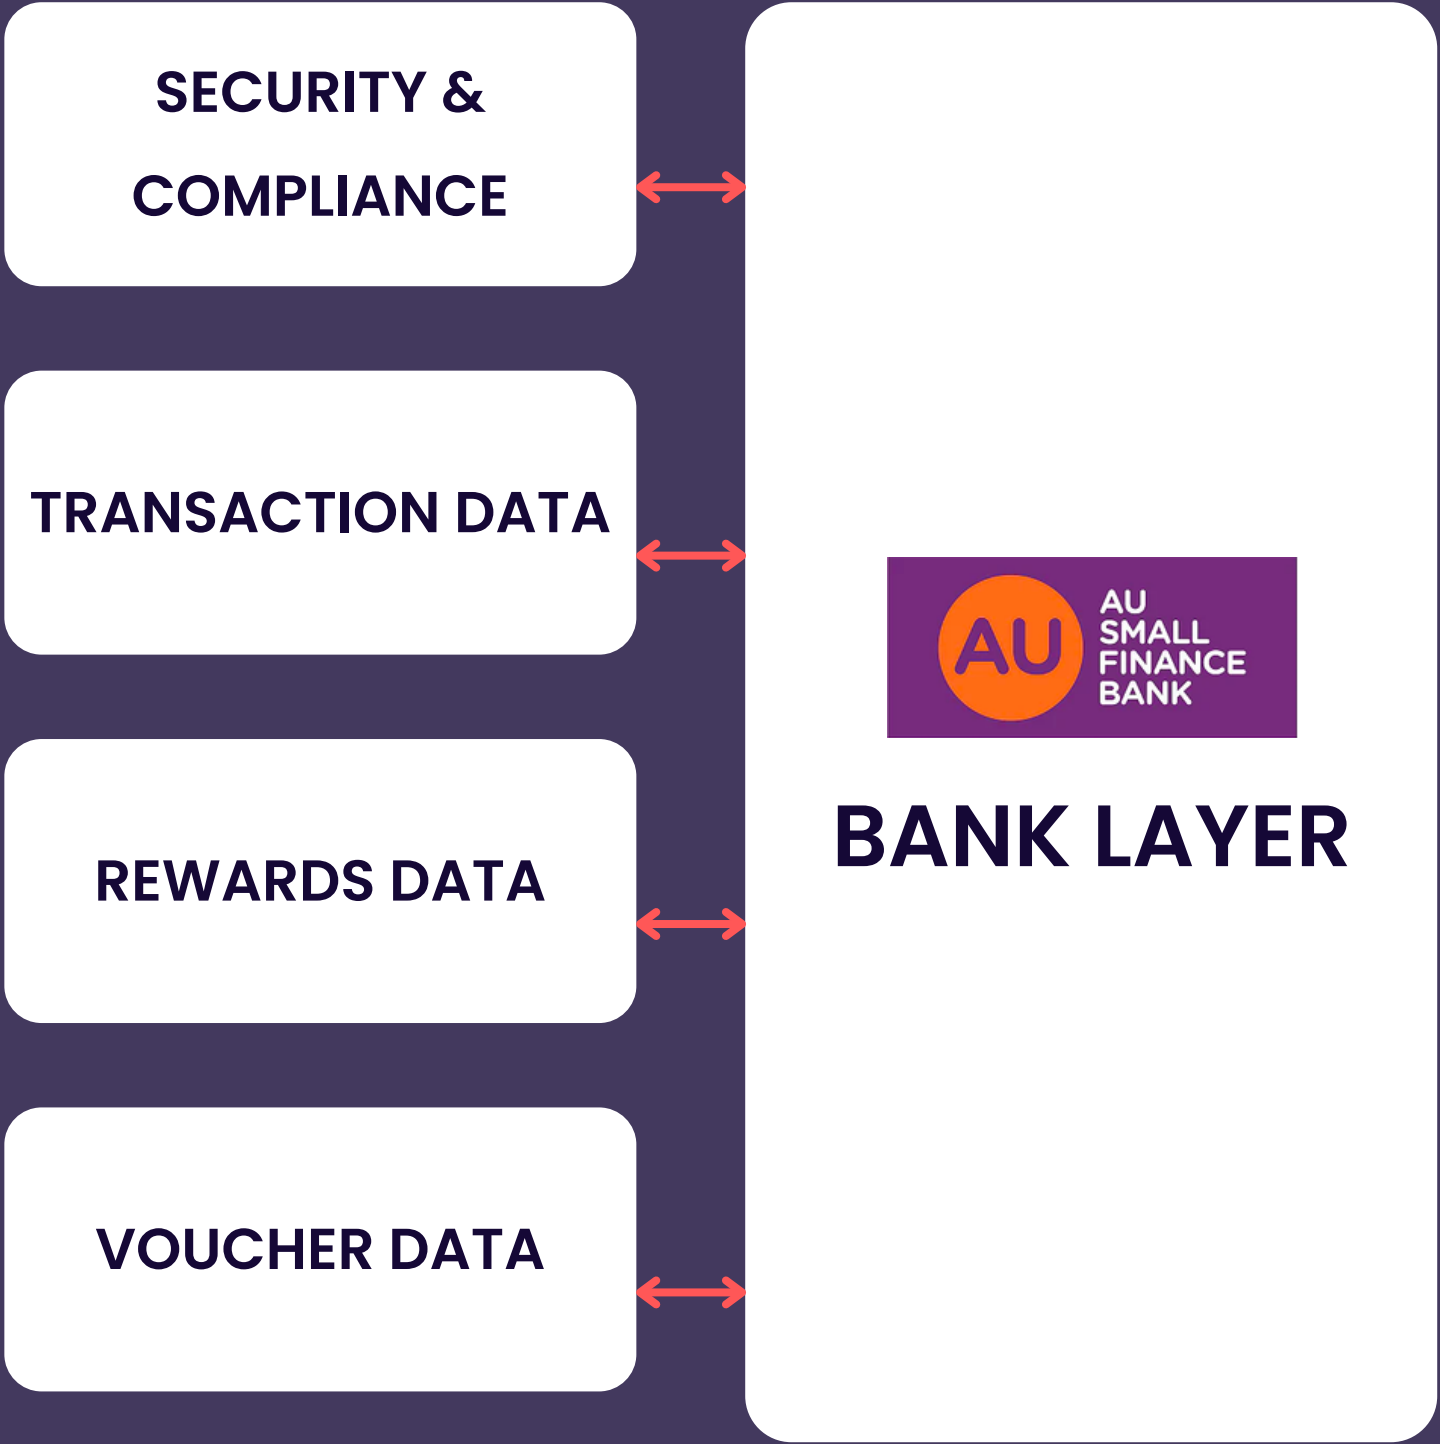 SECURITY &
COMPLIANCE
TRANSACTION DATA
REWARDS DATA
VOUCHER DATA
AU
AU
SMALL
FINANCE
BANK
BANK LAYER